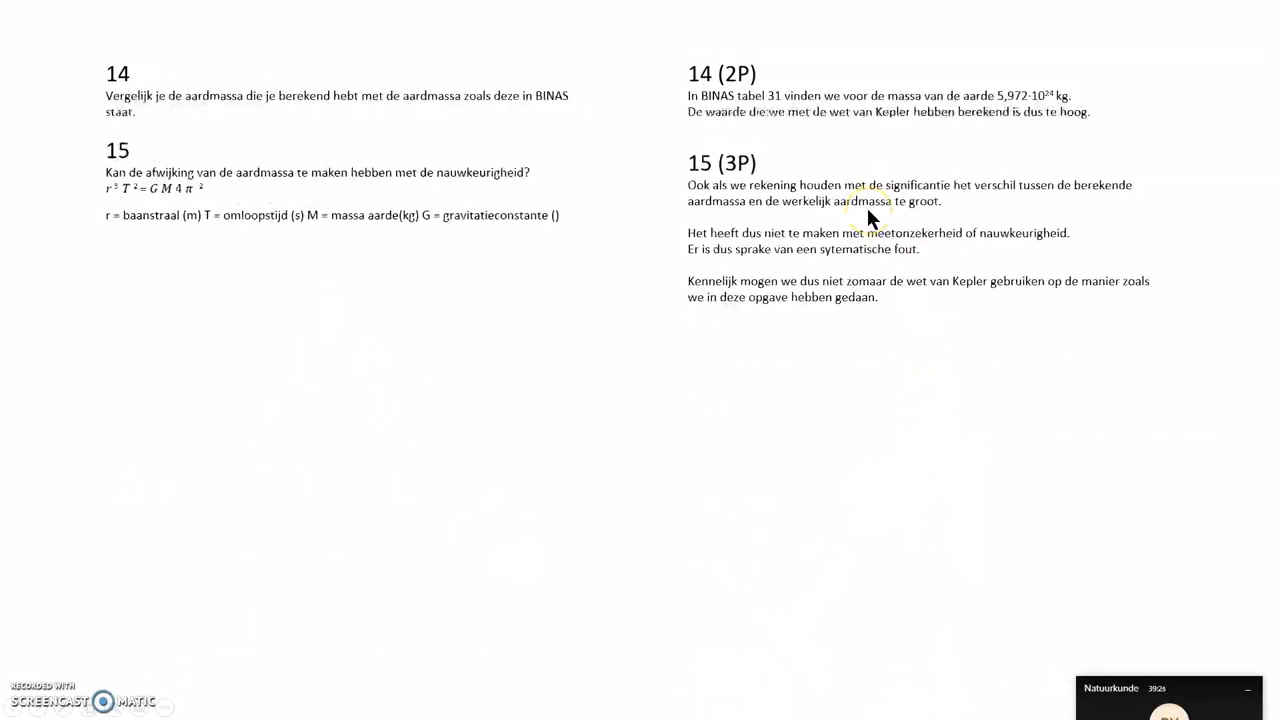 14
Vergelijk je de aardmassa die je berekend hebt met de aardmassa zoals deze in BINAS
staat.
15
Kan de afwijking van de aardmassa te maken hebben met de nauwkeurigheid?
r ³ T ² = G M 4 π ²
r = baanstraal (m) T = omloopstijd (s) M = massa aarde(kg) G = gravitatieconstante ()
14 (2P)
In BINAS tabel 31 vinden we voor de massa van de aarde 5,972·10²⁴ kg.
De waarde die we met de wet van Kepler hebben berekend is dus te hoog.
15 (3P)
Ook als we rekening houden met de significantie het verschil tussen de berekende
aardmassa en de werkelijk aardmassa te groot.
Het heeft dus niet te maken met meetonzekerheid of nauwkeurigheid.
Er is dus sprake van een sytematische fout.
Kennelijk mogen we dus niet zomaar de wet van Kepler gebruiken op de manier zoals
we in deze opgave hebben gedaan.
RECORDED WITH
SCREENCAST MATIC
Natuurkunde 39:26